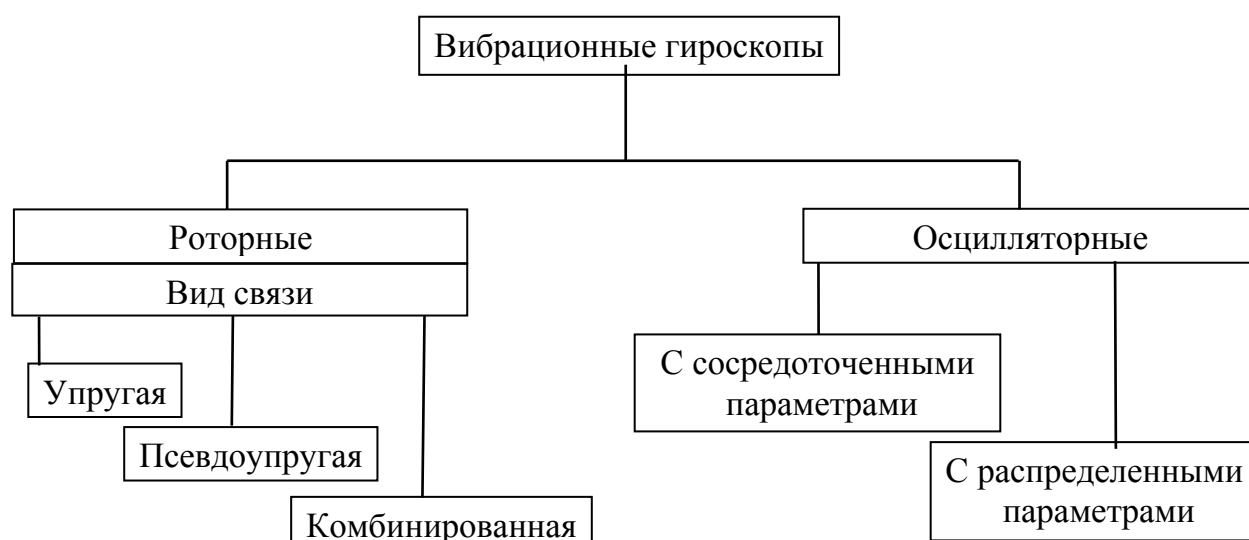 Вибрационные гироскопы
Роторные
Осцилляторные
Вид связи
С сосредоточенными
параметрами
Упругая
Псевдоупругая
С распределенными
параметрами
Комбинированная